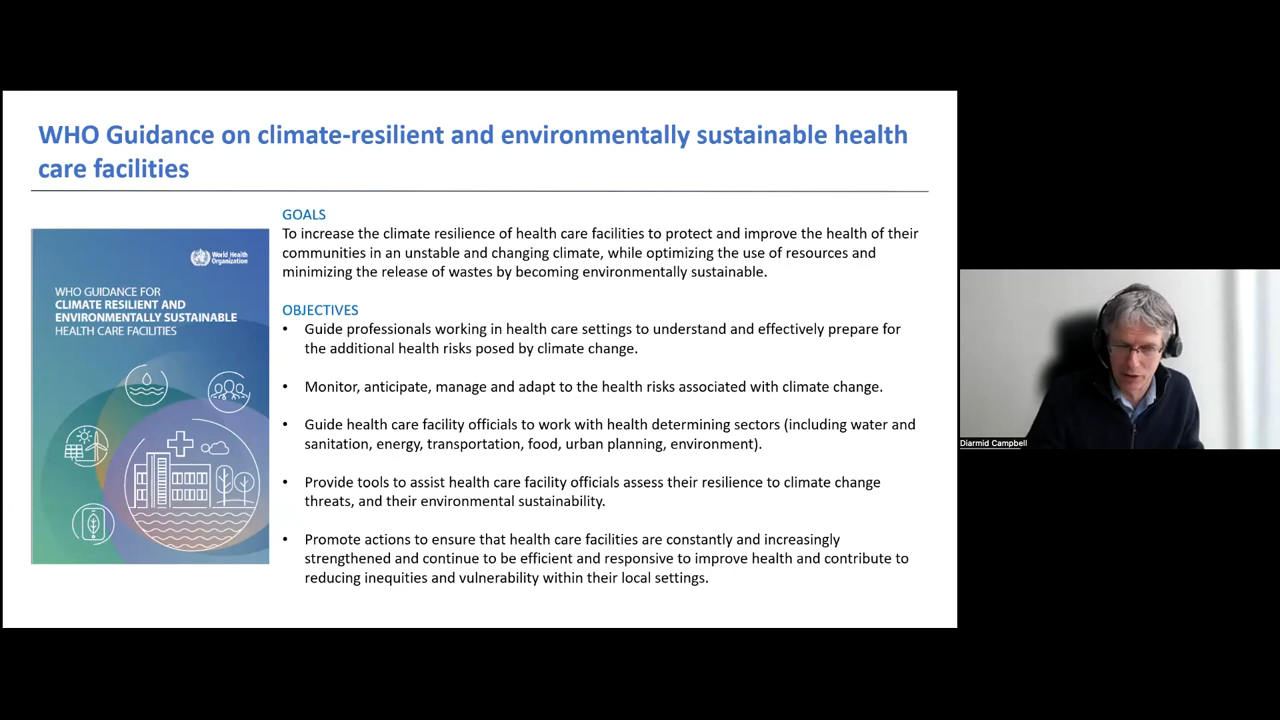 WHO Guidance on climate-resilient and environmentally sustainable health
care facilities
World Health
Organization
WHO GUIDANCE FOR
CLIMATE RESILIENT AND
ENVIRONMENTALLY SUSTAINABLE
HEALTH CARE FACILITIES
GOALS
To increase the climate resilience of health care facilities to protect and improve the health of their
communities in an unstable and changing climate, while optimizing the use of resources and
minimizing the release of wastes by becoming environmentally sustainable.
OBJECTIVES
• Guide professionals working in health care settings to understand and effectively prepare for
the additional health risks posed by climate change.
• Monitor, anticipate, manage and adapt to the health risks associated with climate change.
• Guide health care facility officials to work with health determining sectors (including water and
sanitation, energy, transportation, food, urban planning, environment).
• Provide tools to assist health care facility officials assess their resilience to climate change
threats, and their environmental sustainability.
• Promote actions to ensure that health care facilities are constantly and increasingly
strengthened and continue to be efficient and responsive to improve health and contribute to
reducing inequities and vulnerability within their local settings.
Diarmid Campbell